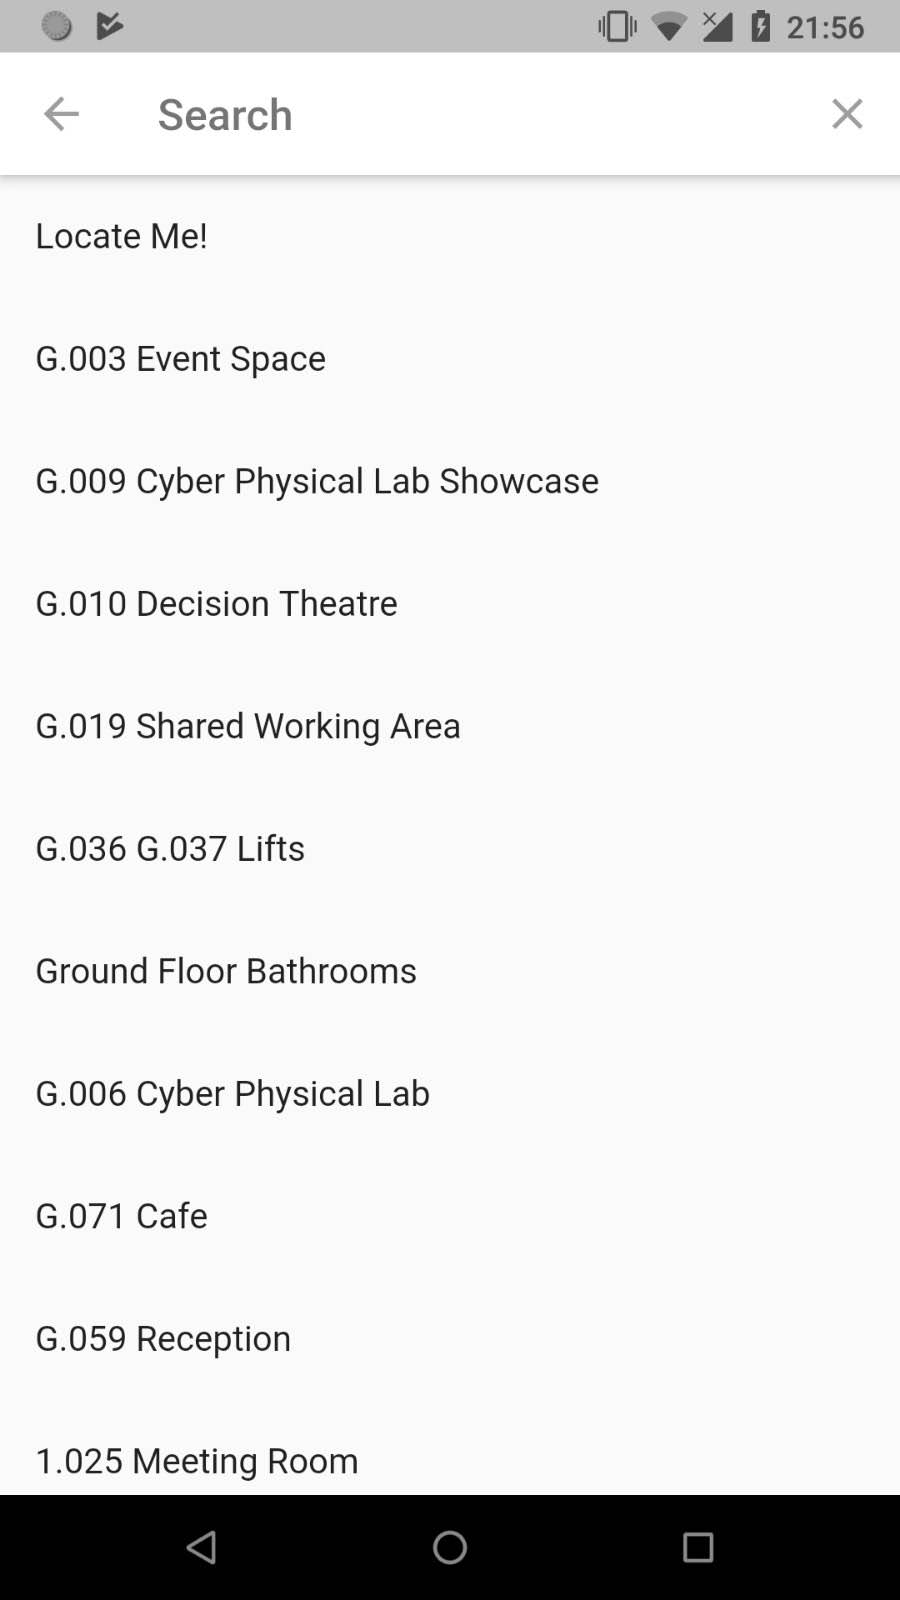 21:56
Search
Locate Me!
G.003 Event Space
G.009 Cyber Physical Lab Showcase
G.010 Decision Theatre
G.019 Shared Working Area
G.036 G.037 Lifts
Ground Floor Bathrooms
G.006 Cyber Physical Lab
G.071 Cafe
G.059 Reception
1.025 Meeting Room